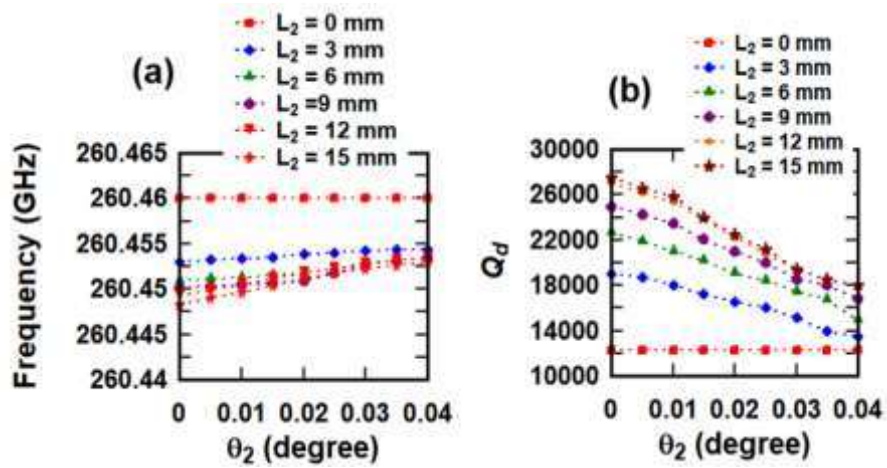 L2 = 0 mm
L2 = 3 mm
L2 = 6 mm
L2 =9 mm
L2 = 12 mm
L2 = 15 mm
(a)
Frequency (GHz)
260.465
260.46
260.455
260.45
260.445
260.44
0 0.01 0.02 0.03 0.04
θ2 (degree)
L2 = 0 mm
L2 = 3 mm
L2 = 6 mm
L2 = 9 mm
L2 = 12 mm
L2 = 15 mm
(b)
Qd
30000
26000
22000
18000
14000
10000
0 0.01 0.02 0.03 0.04
θ2 (degree)